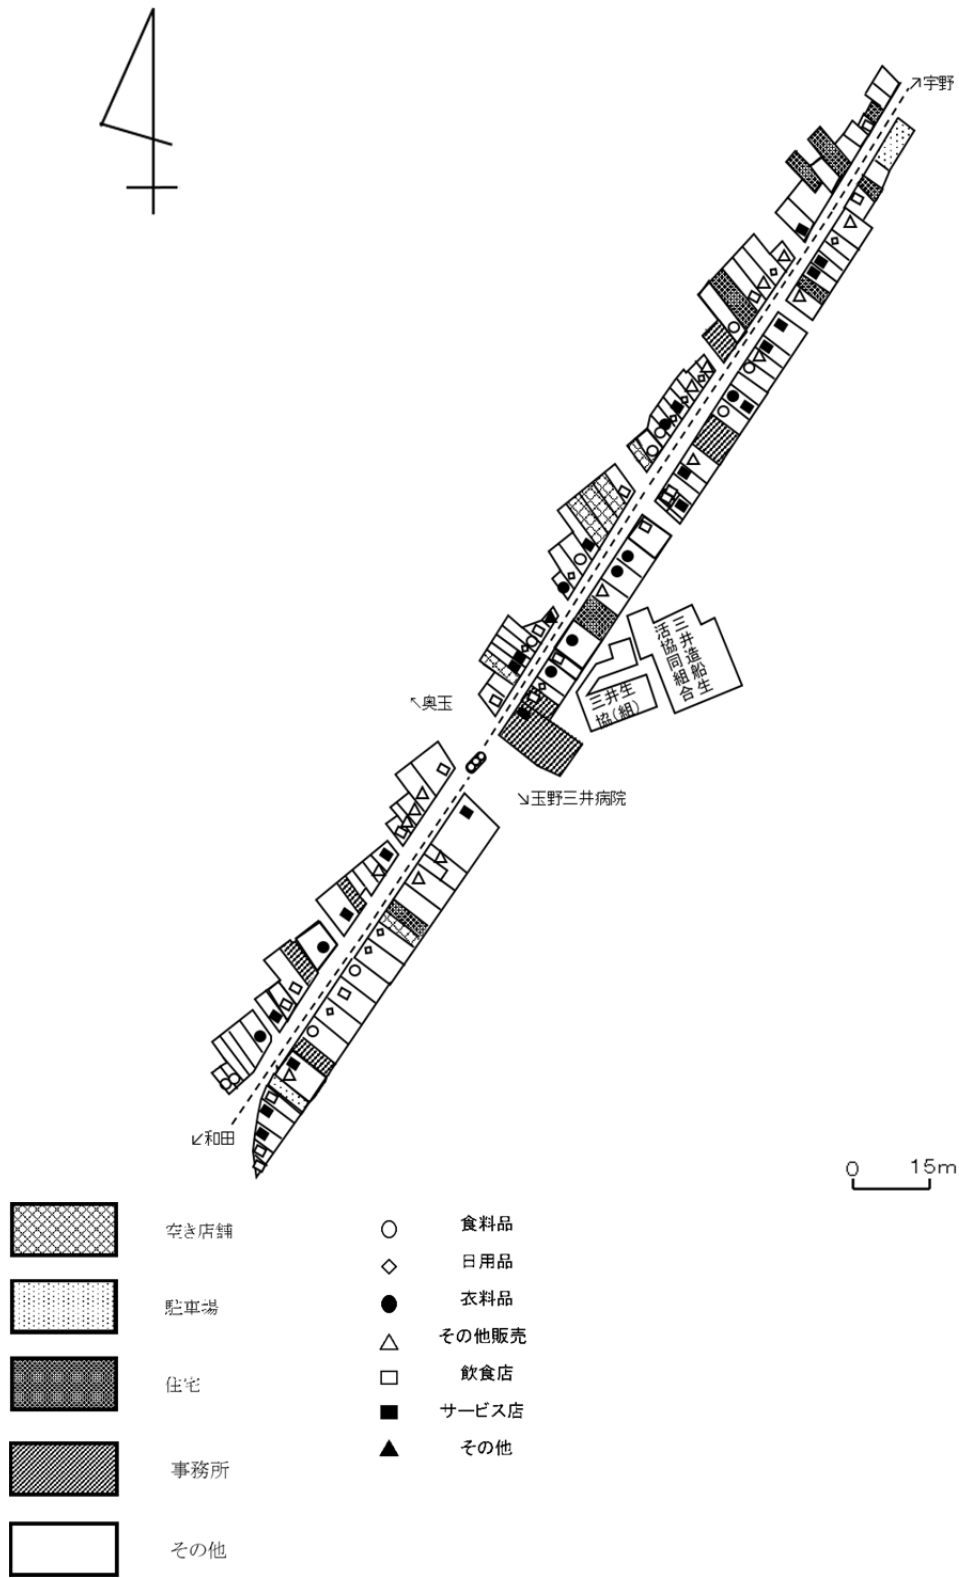 ↗宇野
三井造船生
活協同組合
三井生
協(組)
↖奥玉
↘玉野三井病院
↙和田
0 15m
空き店舗
駐車場
住宅
事務所
その他
食料品
日用品
衣料品
その他販売
飲食店
サービス店
その他